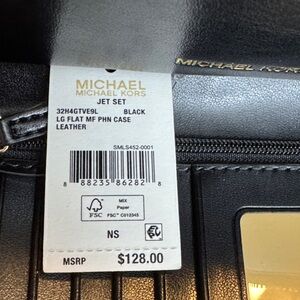 MICHAEL
MICHAEL KORS
MICHAEL KORS
JET SET
32H4GTVE9L BLACK
LG FLAT MF PHN CASE
LEATHER
SMLS452-0001
8 88235 86282 8
FSC
MIX
Paper
FSC® C012345
NS
MSRP $128.00